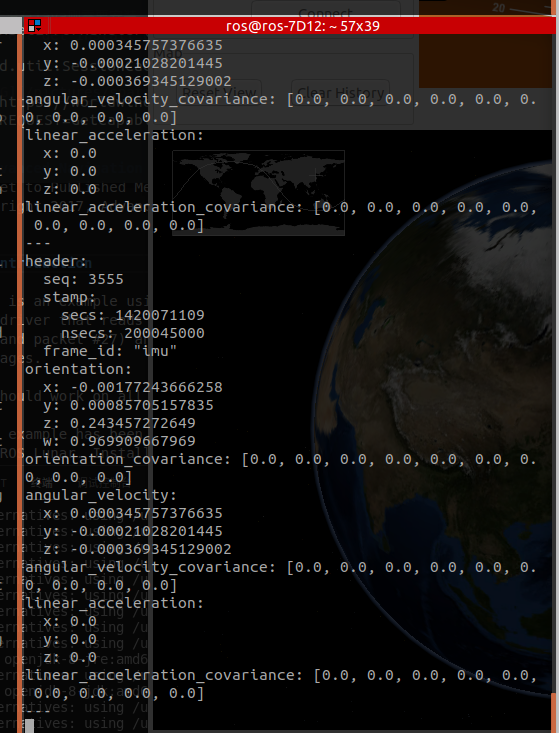 Connect
20
ros@ros-7D12: ~ 57x39
Map
Reset View
Clear History
x: 0.000345757376635
y: -0.00021028201445
z: -0.000369345129002
angular_velocity_covariance: [0.0, 0.0, 0.0, 0.0, 0.0, 0.
0, 0.0, 0.0, 0.0]
linear_acceleration:
x: 0.0
y: 0.0
z: 0.0
linear_acceleration_covariance: [0.0, 0.0, 0.0, 0.0, 0.0,
0.0, 0.0, 0.0, 0.0]
---
header:
seq: 3555
stamp:
secs: 1420071109
nsecs: 200045000
frame_id: "imu"
orientation:
x: -0.00177243666258
y: 0.00085705157835
z: 0.243457272649
w: 0.969909667969
orientation_covariance: [0.0, 0.0, 0.0, 0.0, 0.0, 0.0, 0.
0, 0.0, 0.0]
angular_velocity:
x: 0.000345757376635
y: -0.00021028201445
z: -0.000369345129002
angular_velocity_covariance: [0.0, 0.0, 0.0, 0.0, 0.0, 0.
0, 0.0, 0.0, 0.0]
linear_acceleration:
x: 0.0
y: 0.0
z: 0.0
linear_acceleration_covariance: [0.0, 0.0, 0.0, 0.0, 0.0,
0.0, 0.0, 0.0, 0.0]
---